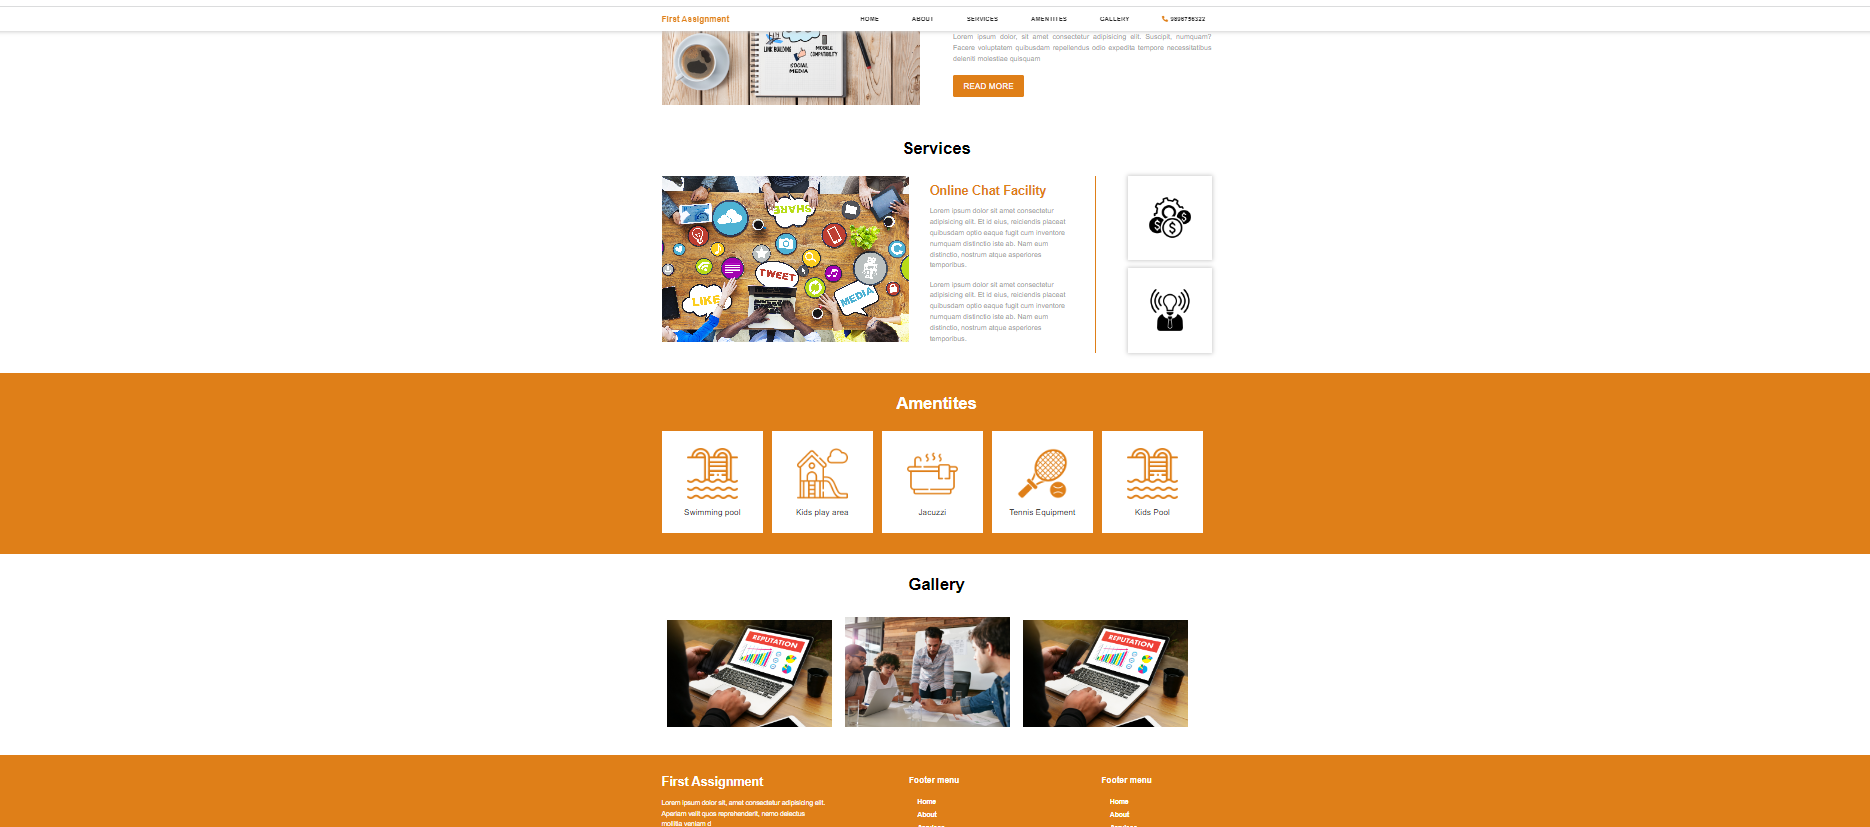 First Assignment
HOME ABOUT SERVICES AMENTITES GALLERY 9896756322
LINK BUILDING
MOBILE
COMPATIBILITY
SOCIAL
MEDIA
Lorem ipsum dolor, sit amet consectetur adipisicing elit. Suscipit, numquam?
Facere voluptatem quibusdam repellendus odio expedita tempore necessitatibus
deleniti molestiae quisquam
READ MORE
Services
SHARE
TWEET
LIKE
MEDIA
Online Chat Facility
Lorem ipsum dolor sit amet consectetur
adipisicing elit. Et id eius, reiciendis placeat
quibusdam optio eaque fugit cum inventore
numquam distinctio iste ab. Nam eum
distinctio, nostrum atque asperiores
temporibus.
Lorem ipsum dolor sit amet consectetur
adipisicing elit. Et id eius, reiciendis placeat
quibusdam optio eaque fugit cum inventore
numquam distinctio iste ab. Nam eum
distinctio, nostrum atque asperiores
temporibus.
Amentites
Swimming pool
Kids play area
Jacuzzi
Tennis Equipment
Kids Pool
Gallery
REPUTATION
REPUTATION
First Assignment
Lorem ipsum dolor sit, amet consectetur adipisicing elit.
Aperiam velit quos reprehenderit, nemo delectus
mollitia veniam d
Footer menu
Home
About
Services
Footer menu
Home
About
Services